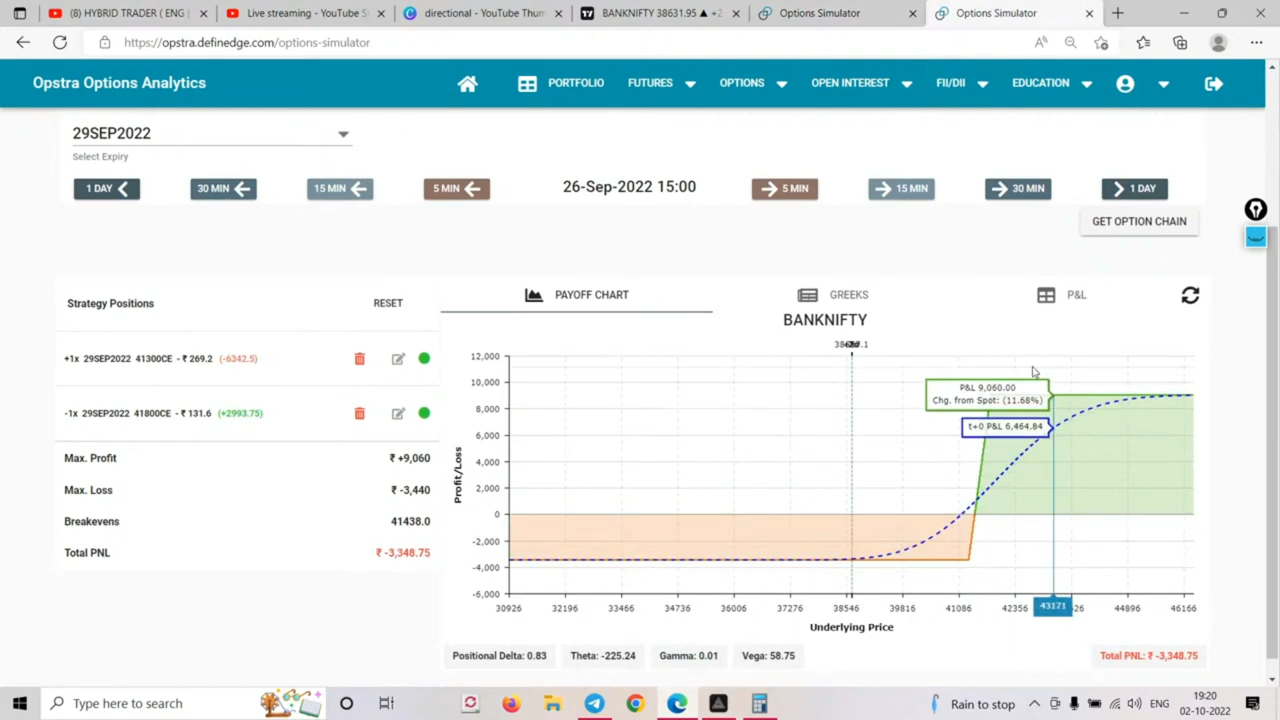 (8) HYBRID TRADER ( ENG |
Live streaming - YouTube S
directional - YouTube Thum
BANKNIFTY 38631.95 ▲ +2
Options Simulator
Options Simulator
https://opstra.definedge.com/options-simulator
Opstra Options Analytics
PORTFOLIO
FUTURES
OPTIONS
OPEN INTEREST
FII/DII
EDUCATION
29SEP2022
Select Expiry
1 DAY
30 MIN
15 MIN
5 MIN
26-Sep-2022 15:00
5 MIN
15 MIN
30 MIN
1 DAY
GET OPTION CHAIN
Strategy Positions
RESET
PAYOFF CHART
GREEKS
P&L
BANKNIFTY
+1x 29SEP2022 41300CE - ₹ 269.2 (-6342.5)
-1x 29SEP2022 41800CE - ₹ 131.6 (+2993.75)
Max. Profit
₹ +9,060
Max. Loss
₹ -3,440
Breakevens
41438.0
Total PNL
₹ -3,348.75
12,000
10,000
8,000
6,000
4,000
2,000
0
-2,000
-4,000
-6,000
Profit/Loss
P&L 9,060.00
Chg. from Spot: (11.68%)
t+0 P&L 6,464.84
30926
32196
33466
34736
36006
37276
38546
39816
41086
42356
43171
44896
46166
Underlying Price
Positional Delta: 0.83
Theta: -225.24
Gamma: 0.01
Vega: 58.75
Total PNL: ₹ -3,348.75
Type here to search
Rain to stop
ENG
19:20
02-10-2022